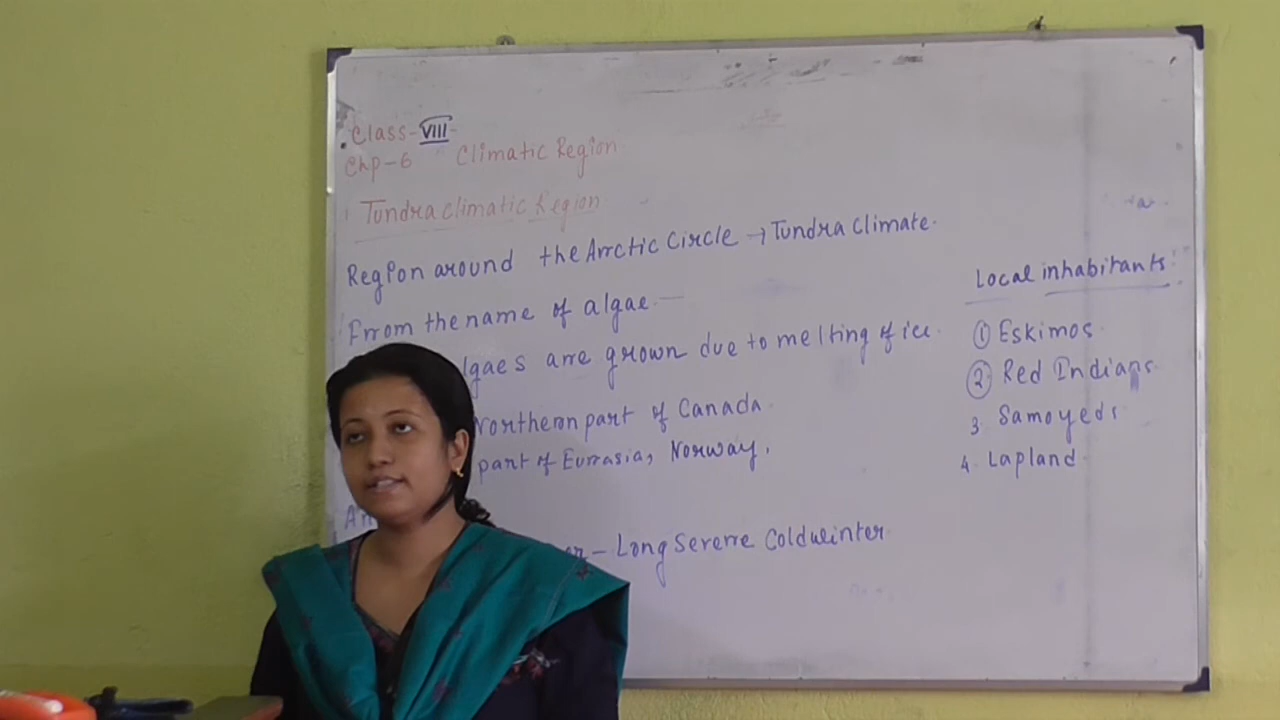 Class-VIII-
Chp-6 Climatic Region
Tundra climatic Region
Region around the Arctic Circle → Tundra Climate.
From the name of algae
lgaes are grown due to melting of ice.
Northern part of Canada
part of Eurasia, Norway.
An
er - Long Severe Cold winter
Local inhabitants:
① Eskimos
② Red Indians
3 Samoyeds
4. Lapland